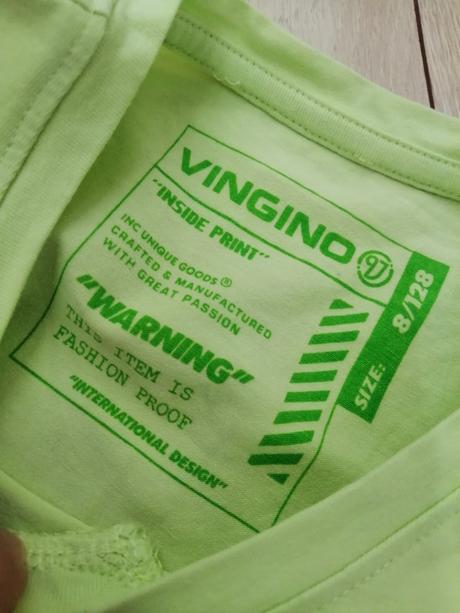 VINGINO
"INSIDE PRINT"
INC UNIQUE GOODS®
CRAFTED & MANUFACTURED
WITH GREAT PASSION
"WARNING"
THIS ITEM IS
FASHION PROOF
"INTERNATIONAL DESIGN"
SIZE: 8/128